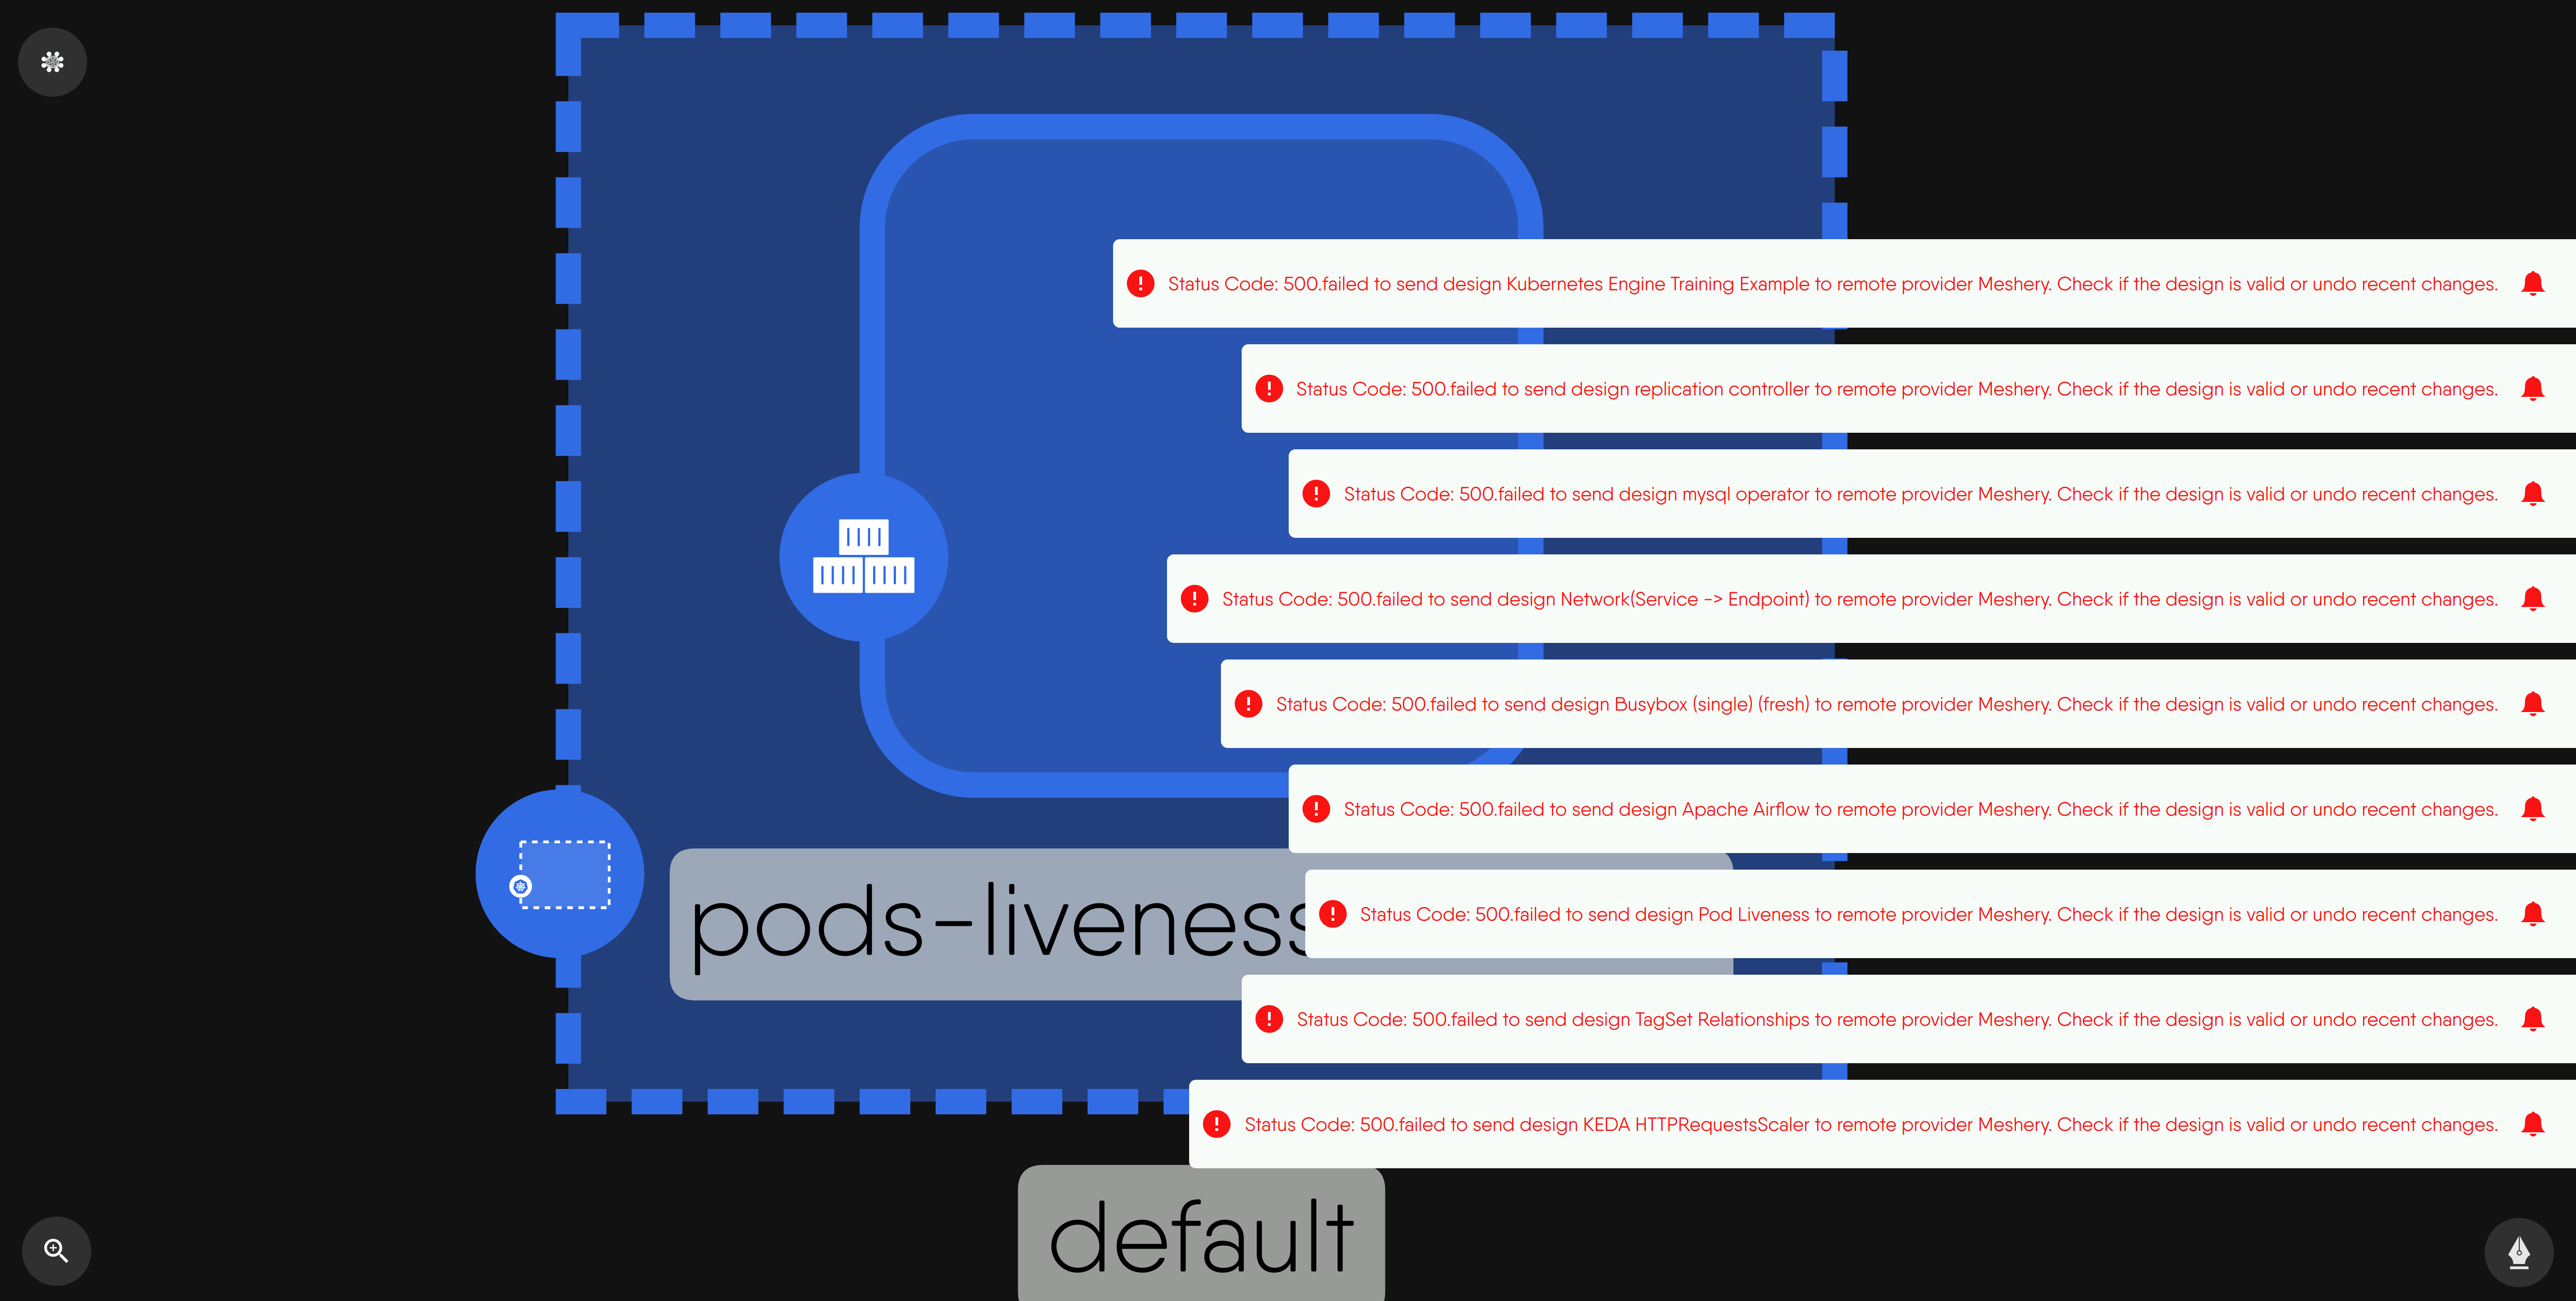 Status Code: 500.failed to send design Kubernetes Engine Training Example to remote provider Meshery. Check if the design is valid or undo recent changes.
Status Code: 500.failed to send design replication controller to remote provider Meshery. Check if the design is valid or undo recent changes.
Status Code: 500.failed to send design mysql operator to remote provider Meshery. Check if the design is valid or undo recent changes.
Status Code: 500.failed to send design Network(Service -> Endpoint) to remote provider Meshery. Check if the design is valid or undo recent changes.
Status Code: 500.failed to send design Busybox (single) (fresh) to remote provider Meshery. Check if the design is valid or undo recent changes.
Status Code: 500.failed to send design Apache Airflow to remote provider Meshery. Check if the design is valid or undo recent changes.
pods-liveness
Status Code: 500.failed to send design Pod Liveness to remote provider Meshery. Check if the design is valid or undo recent changes.
Status Code: 500.failed to send design TagSet Relationships to remote provider Meshery. Check if the design is valid or undo recent changes.
Status Code: 500.failed to send design KEDA HTTPRequestsScaler to remote provider Meshery. Check if the design is valid or undo recent changes.
default